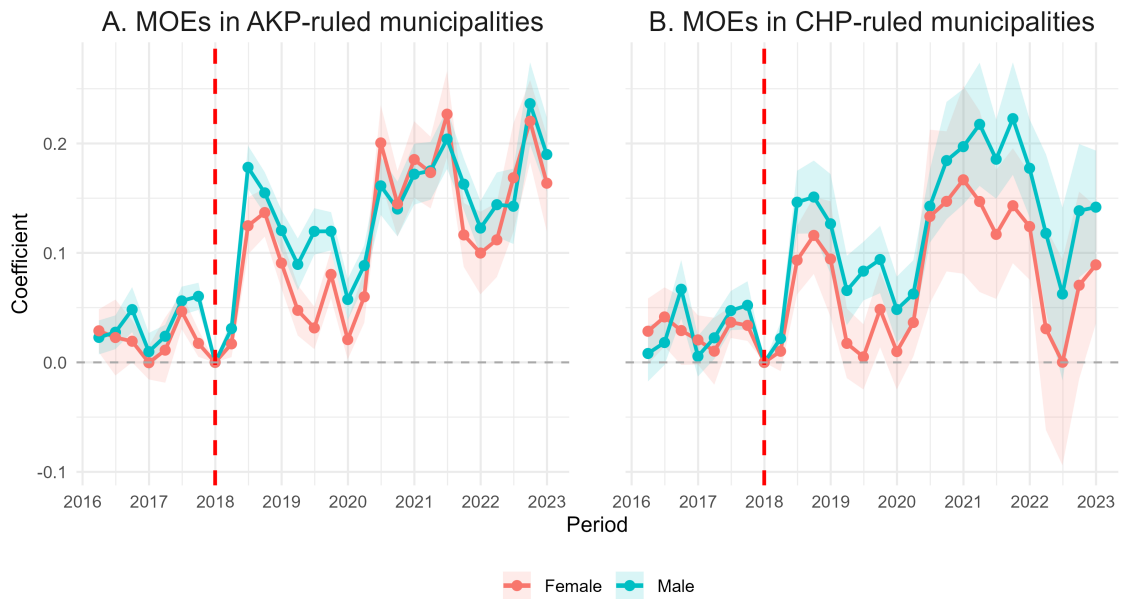 A. MOEs in AKP-ruled municipalities
B. MOEs in CHP-ruled municipalities
Coefficient
0.2
0.1
0.0
-0.1
2016 2017 2018 2019 2020 2021 2022 2023
2016 2017 2018 2019 2020 2021 2022 2023
Period
Female Male